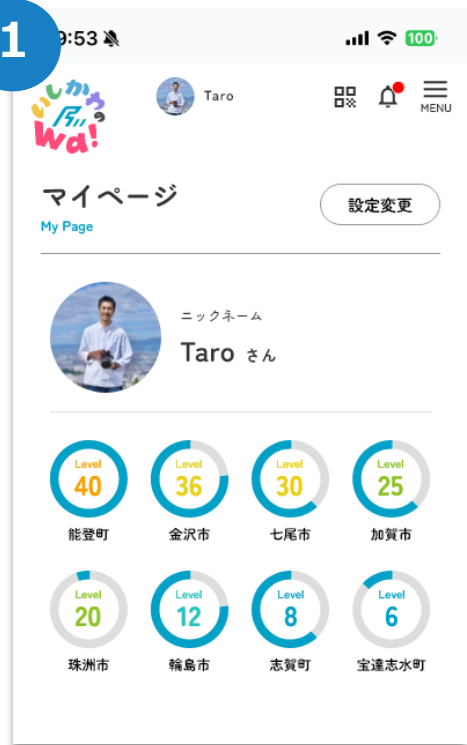 1
9:53
100
いしかわっ
Wa!
Taro
MENU
マイページ
設定変更
My Page
ニックネーム
Taro さん
Level Level Level Level
40 36 30 25
能登町 金沢市 七尾市 加賀市
Level Level Level Level
20 12 8 6
珠洲市 輪島市 志賀町 宝達志水町